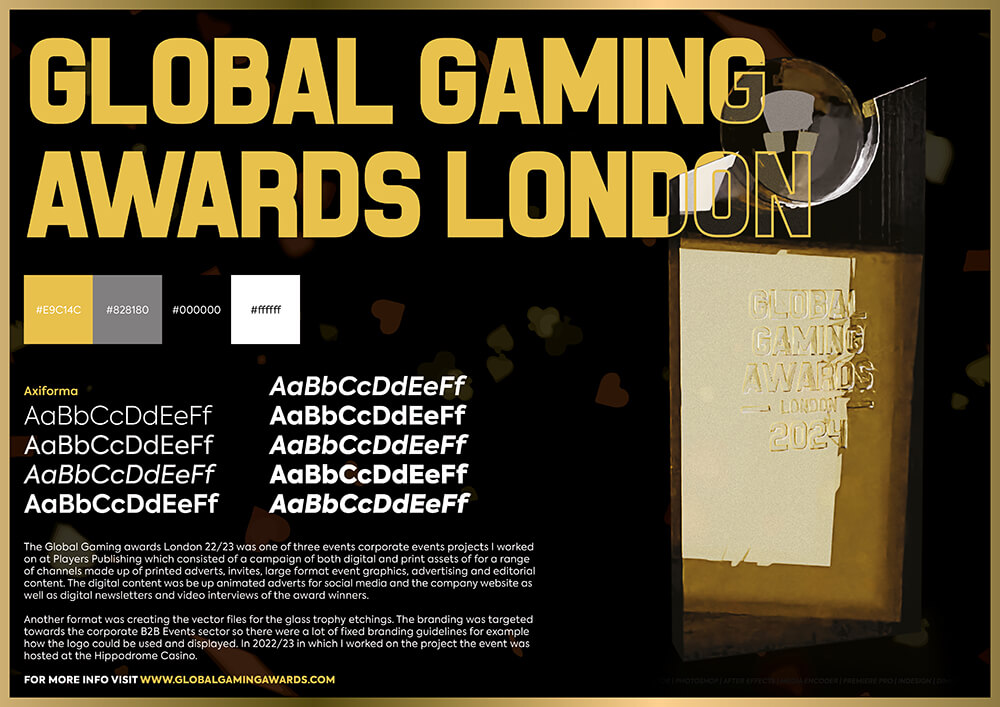 GLOBAL GAMING
AWARDS LONDON
#E9C14C #828180 #000000 #ffffff
Axiforma
AaBbCcDdEeFf
AaBbCcDdEeFf
AaBbCcDdEeFf
AaBbCcDdEeFf
AaBbCcDdEeFf
AaBbCcDdEeFf
AaBbCcDdEeFf
AaBbCcDdEeFf
AaBbCcDdEeFf
The Global Gaming awards London 22/23 was one of three events corporate events projects I worked
on at Players Publishing which consisted of a campaign of both digital and print assets of for a range
of channels made up of printed adverts, invites, large format event graphics, advertising and editorial
content. The digital content was be up animated adverts for social media and the company website as
well as digital newsletters and video interviews of the award winners.
Another format was creating the vector files for the glass trophy etchings. The branding was targeted
towards the corporate B2B Events sector so there were a lot of fixed branding guidelines for example
how the logo could be used and displayed. In 2022/23 in which I worked on the project the event was
hosted at the Hippodrome Casino.
FOR MORE INFO VISIT WWW.GLOBALGAMINGAWARDS.COM
GLOBAL
GAMING
AWARDS
LONDON
2024
| PHOTOSHOP | AFTER EFFECTS | MEDIA ENCODER | PREMIERE PRO | INDESIGN |